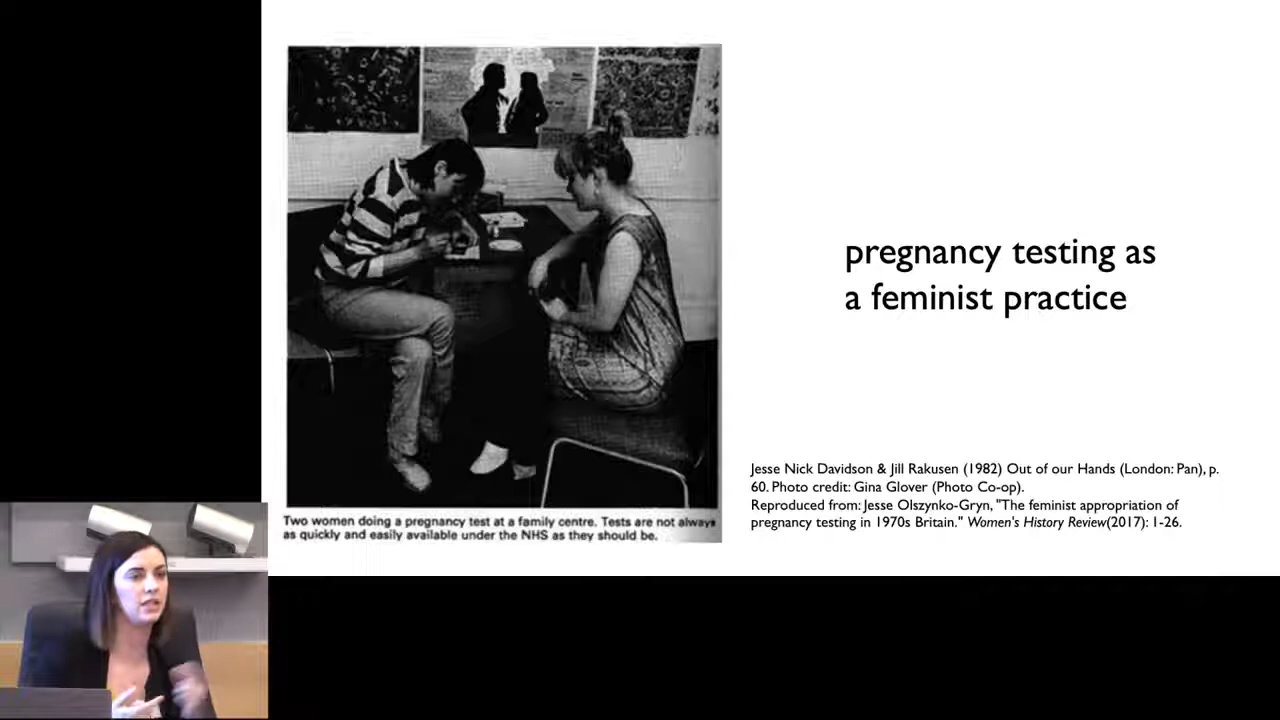 pregnancy testing as
a feminist practice
Jesse Nick Davidson & Jill Rakusen (1982) Out of our Hands (London: Pan), p.
60. Photo credit: Gina Glover (Photo Co-op).
Reproduced from: Jesse Olszynko-Gryn, "The feminist appropriation of
pregnancy testing in 1970s Britain." Women's History Review(2017): 1-26.
Two women doing a pregnancy test at a family centre. Tests are not always
as quickly and easily available under the NHS as they should be.